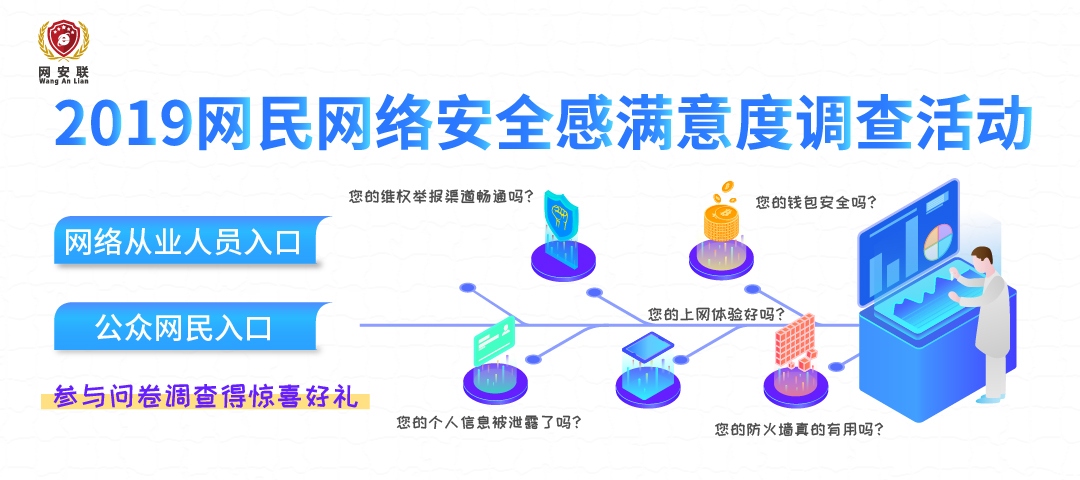 网安联
Wang An Lian
2019网民网络安全感满意度调查活动
您的维权举报渠道畅通吗?
您的钱包安全吗?
网络从业人员入口
您的上网体验好吗?
公众网民入口
参与问卷调查得惊喜好礼
您的个人信息被泄露了吗?
您的防火墙真的有用吗?